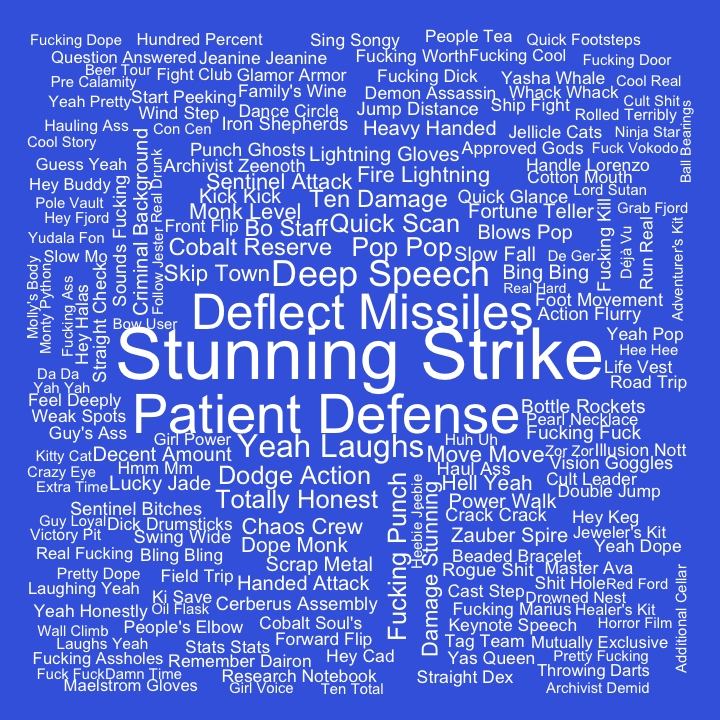 Fucking Dope
Hundred Percent
Sing Songy
People Tea
Quick Footsteps
Question Answered
Jeanine Jeanine
Fucking Worth
Fucking Cool
Fucking Door
Beer Tour
Fight Club
Glamor Armor
Fucking Dick
Yasha Whale
Cool Real
Pre Calamity
Family's Wine
Demon Assassin
Whack Whack
Yeah Pretty
Start Peeking
Dance Circle
Jump Distance
Ship Fight
Cult Shit
Rolled Terribly
Ball Bearings
Wind Step
Hauling Ass
Con Cen
Iron Shepherds
Heavy Handed
Jellicle Cats
Ninja Star
Cool Story
Criminal Background
Punch Ghosts
Lightning Gloves
Approved Gods
Fuck Vokodo
Guess Yeah
Archivist Zeenoth
Fire Lightning
Handle Lorenzo
Cotton Mouth
Hey Buddy
Sounds Fucking
Follow Jester
Real Drunk
Sentinel Attack
Kick Kick
Ten Damage
Quick Glance
Lord Sutan
Pole Vault
Monk Level
Fortune Teller
Grab Fjord
Hey Fjord
Front Flip
Bo Staff
Quick Scan
Blows Pop
Fucking Kill
Déjà Vu
Run Real
Adventurer's Kit
Yudala Fon
Cobalt Reserve
Pop Pop
Slow Fall
De Ger
Slow Mo
Skip Town
Deep Speech
Bing Bing
Molly's Body
Monty Python
Fucking Ass
Hey Halas
Straight Checko
Real Hard
Foot Movement
Deflect Missiles
Action Flurry
Bow User
Stunning Strike
Yeah Pop
Hee Hee
Da Da
Life Vest
Yah Yah
Road Trip
Feel Deeply
Patient Defense
Bottle Rockets
Weak Spots
Pearl Necklace
Guy's Ass
Girl Power
Yeah Laughs
Huh Uh
Fucking Fuck
Kitty Cat
Decent Amount
Move Move
Zor Zor
Illusion Nott
Crazy Eye
Hmm Mm
Haul Ass
Vision Goggles
Extra Time
Lucky Jade
Dodge Action
Hell Yeah
Cult Leader
Totally Honest
Fucking Punch
Heebie Jeebie
Damage Stunning
Power Walk
Double Jump
Sentinel Bitches
Crack Crack
Hey Keg
Guy Loyal
Dick Drumsticks
Chaos Crew
Victory Pit
Swing Wide
Zauber Spire
Jeweler's Kit
Real Fucking
Bling Bling
Dope Monk
Yeah Dope
Scrap Metal
Beaded Bracelet
Pretty Dope
Field Trip
Rogue Shit
Master Ava
Laughing Yeah
Handed Attack
Shit Hole
Red Ford
Ki Save
Cast Step
Drowned Nest
Additional Cellar
Yeah Honestly
Oil Flask
Cerberus Assembly
Fucking Marius
Healer's Kit
Wall Climb
People's Elbow
Cobalt Soul's
Keynote Speech
Horror Film
Laughs Yeah
Stats Stats
Forward Flip
Tag Team
Mutually Exclusive
Fucking Assholes
Remember Dairon
Hey Cad
Yas Queen
Pretty Fucking
Fuck Fuck
Damn Time
Research Notebook
Straight Dex
Throwing Darts
Maelstrom Gloves
Girl Voice
Ten Total
Archivist Demid